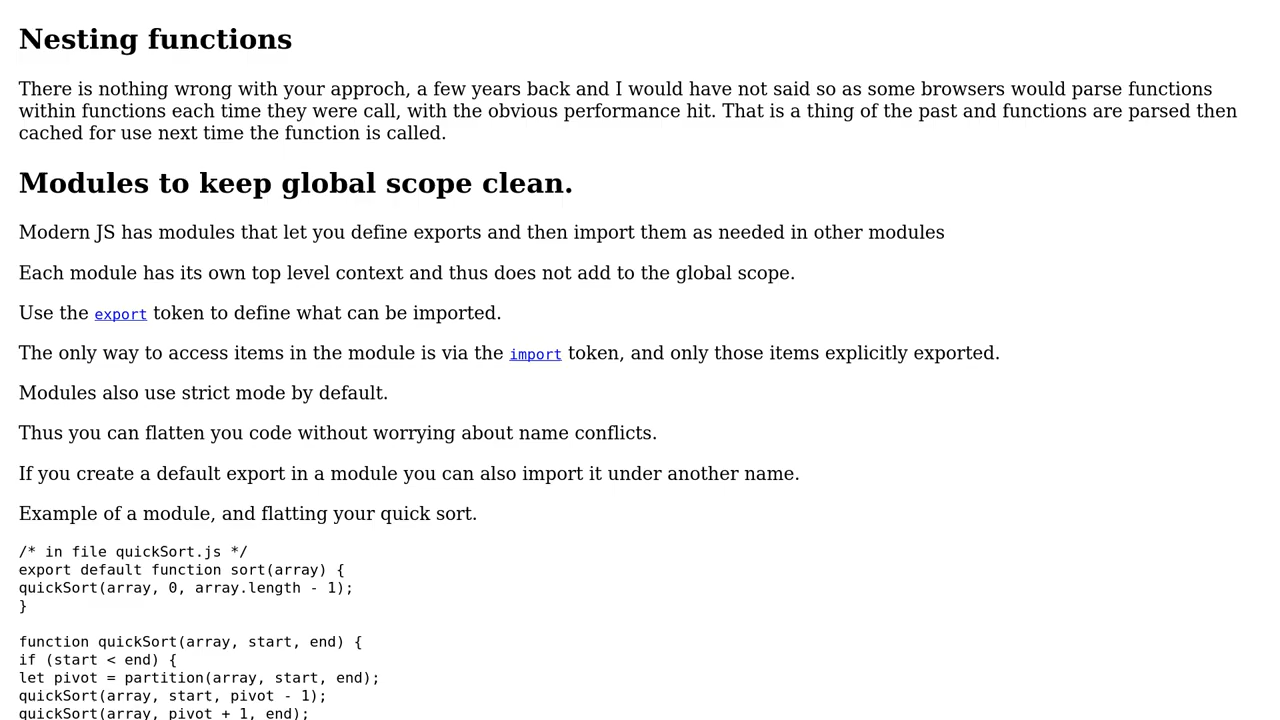 Nesting functions
There is nothing wrong with your approch, a few years back and I would have not said so as some browsers would parse functions
within functions each time they were call, with the obvious performance hit. That is a thing of the past and functions are parsed then
cached for use next time the function is called.
Modules to keep global scope clean.
Modern JS has modules that let you define exports and then import them as needed in other modules
Each module has its own top level context and thus does not add to the global scope.
Use the export token to define what can be imported.
The only way to access items in the module is via the import token, and only those items explicitly exported.
Modules also use strict mode by default.
Thus you can flatten you code without worrying about name conflicts.
If you create a default export in a module you can also import it under another name.
Example of a module, and flatting your quick sort.
/* in file quickSort.js */
export default function sort(array) {
quickSort(array, 0, array.length - 1);
}
function quickSort(array, start, end) {
if (start < end) {
let pivot = partition(array, start, end);
quickSort(array, start, pivot - 1);
quickSort(array, pivot + 1, end);